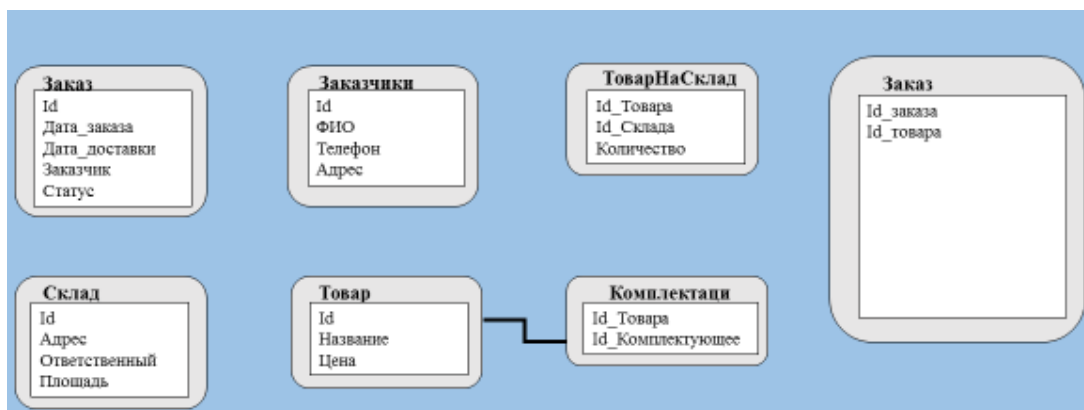 Заказ
Id
Дата_заказа
Дата_доставки
Заказчик
Статус
Заказчики
Id
ФИО
Телефон
Адрес
ТоварНаСклад
Id_Товара
Id_Склада
Количество
Заказ
Id_заказа
Id_товара
Склад
Id
Адрес
Ответственный
Площадь
Товар
Id
Название
Цена
Комплектаци
Id_Товара
Id_Комплектующее